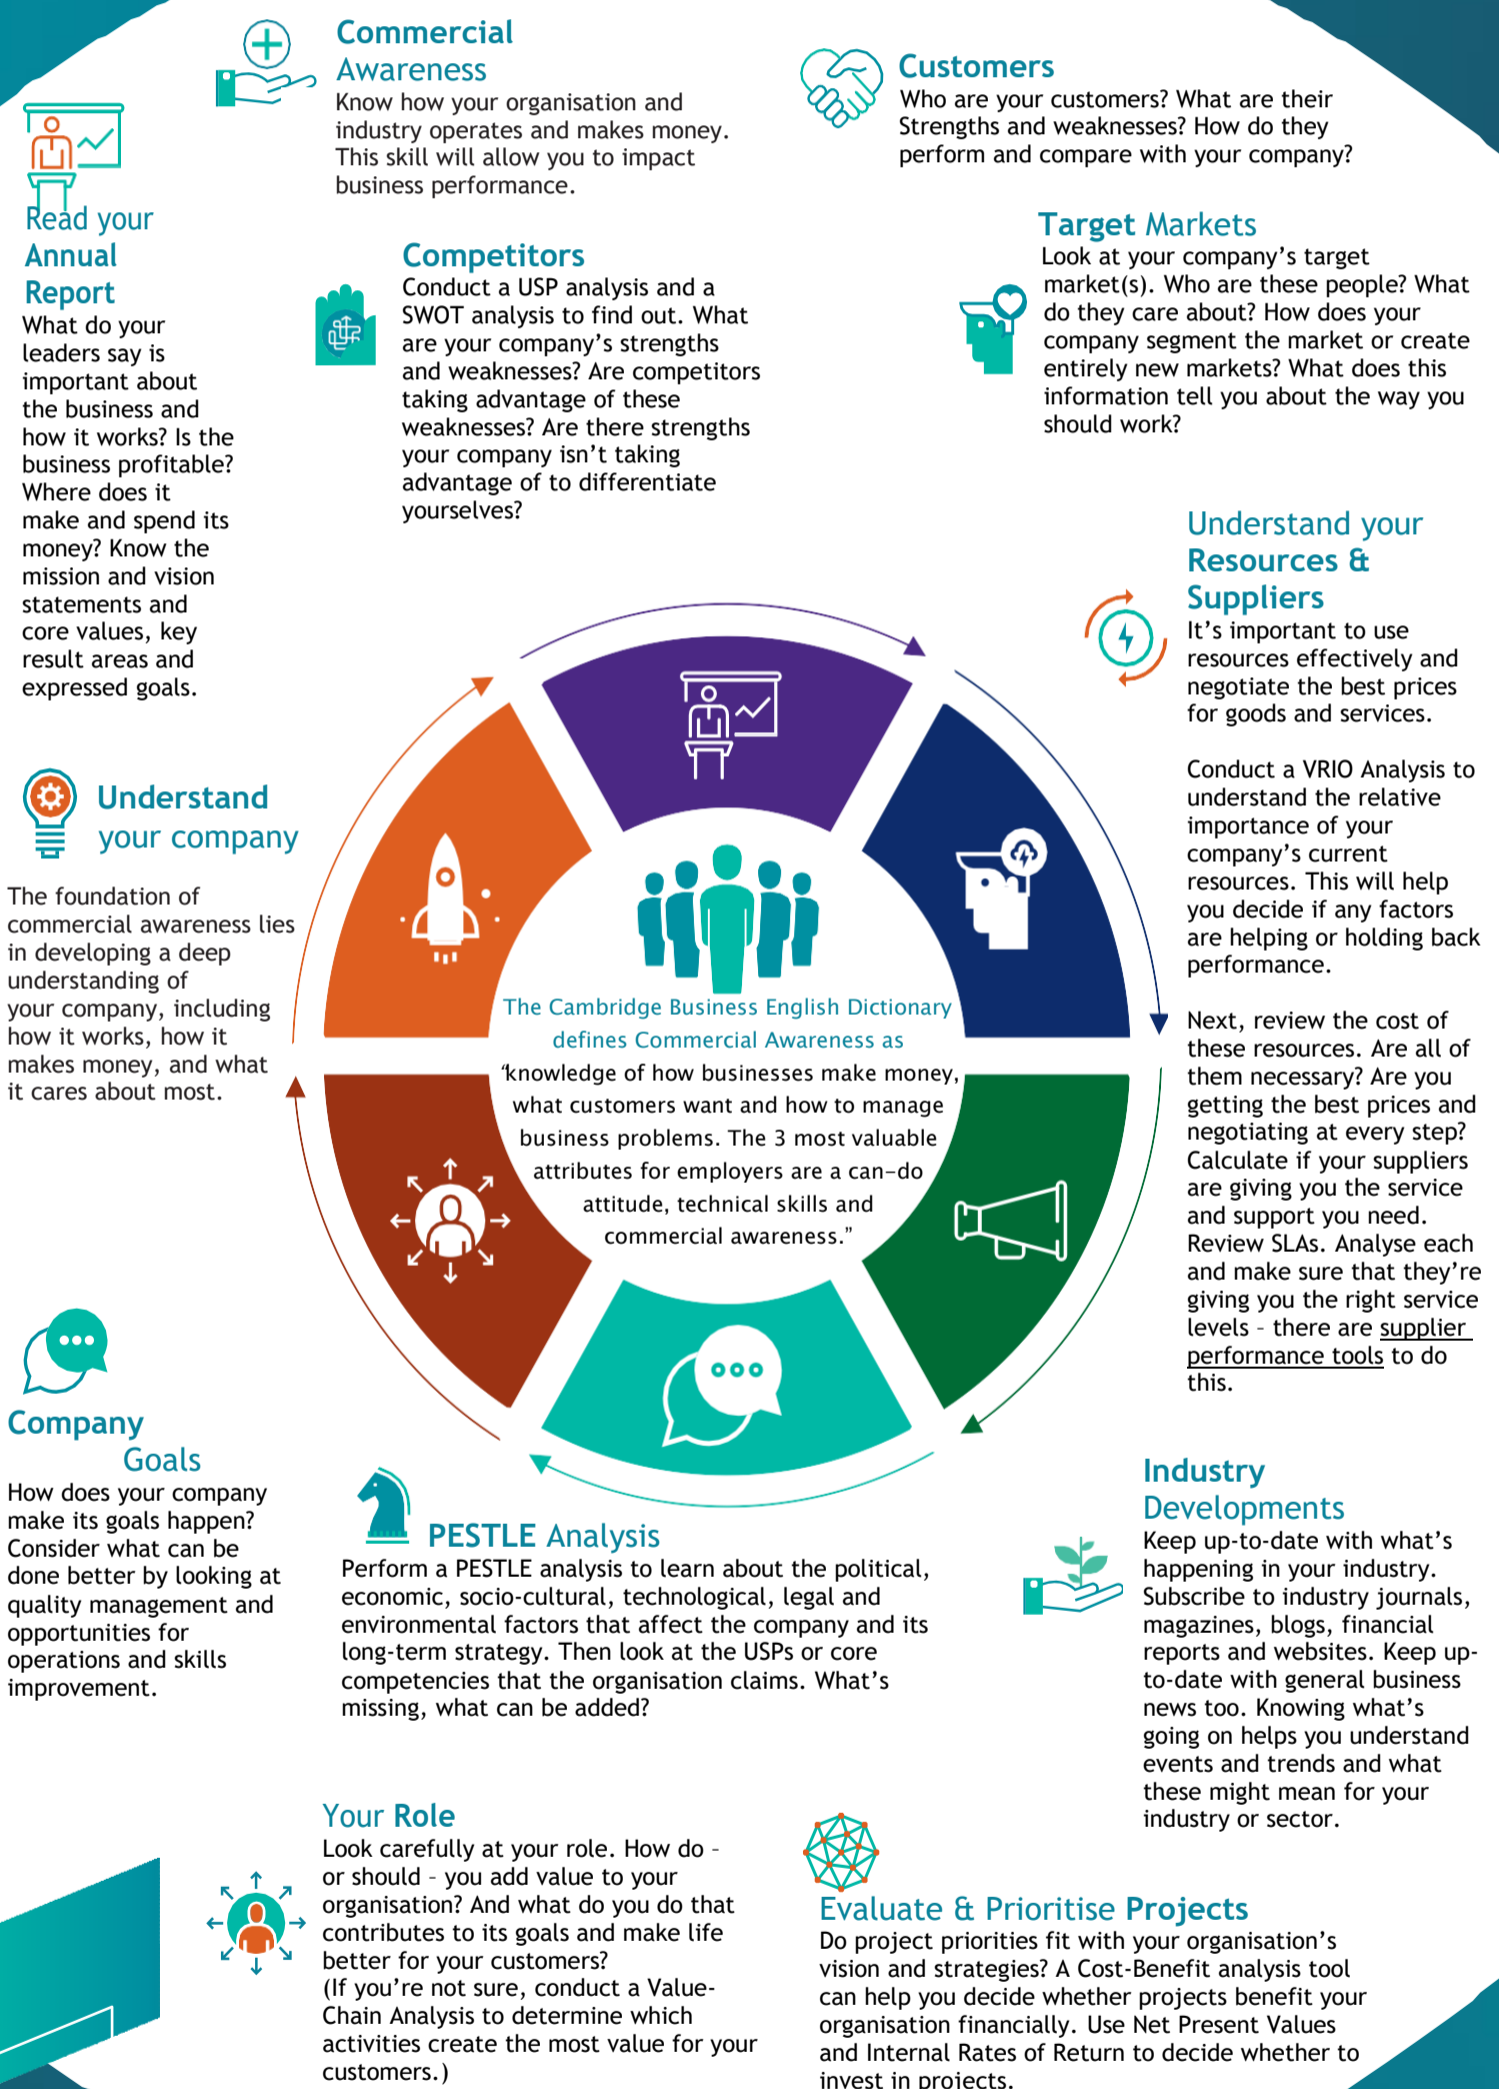 Commercial
Awareness
Know how your organisation and
industry operates and makes money.
This skill will allow you to impact
business performance.
Customers
Who are your customers? What are their
Strengths and weaknesses? How do they
perform and compare with your company?
Read your
Annual
Report
What do your
leaders say is
important about
the business and
how it works? Is the
business profitable?
Where does it
make and spend its
money? Know the
mission and vision
statements and
core values, key
result areas and
expressed goals.
Competitors
Conduct a USP analysis and a
SWOT analysis to find out. What
are your company’s strengths
and weaknesses? Are competitors
taking advantage of these
weaknesses? Are there strengths
your company isn’t taking
advantage of to differentiate
yourselves?
Target Markets
Look at your company’s target
market(s). Who are these people? What
do they care about? How does your
company segment the market or create
entirely new markets? What does this
information tell you about the way you
should work?
Understand your
Resources &
Suppliers
It’s important to use
resources effectively and
negotiate the best prices
for goods and services.
Conduct a VRIO Analysis to
understand the relative
importance of your
company’s current
resources. This will help
you decide if any factors
are helping or holding back
performance.
Next, review the cost of
these resources. Are all of
them necessary? Are you
getting the best prices and
negotiating at every step?
Calculate if your suppliers
are giving you the service
and support you need.
Review SLAs. Analyse each
and make sure that they’re
giving you the right service
levels – there are supplier
performance tools to do
this.
Understand
your company
The foundation of
commercial awareness lies
in developing a deep
understanding of
your company, including
how it works, how it
makes money, and what
it cares about most.
The Cambridge Business English Dictionary
defines Commercial Awareness as
“knowledge of how businesses make money,
what customers want and how to manage
business problems. The 3 most valuable
attributes for employers are a can-do
attitude, technical skills and
commercial awareness.”
Company
Goals
How does your company
make its goals happen?
Consider what can be
done better by looking at
quality management and
opportunities for
operations and skills
improvement.
PESTLE Analysis
Perform a PESTLE analysis to learn about the political,
economic, socio-cultural, technological, legal and
environmental factors that affect the company and its
long-term strategy. Then look at the USPs or core
competencies that the organisation claims. What’s
missing, what can be added?
Industry
Developments
Keep up-to-date with what’s
happening in your industry.
Subscribe to industry journals,
magazines, blogs, financial
reports and websites. Keep up-
to-date with general business
news too. Knowing what’s
going on helps you understand
events and trends and what
these might mean for your
industry or sector.
Your Role
Look carefully at your role. How do –
or should – you add value to your
organisation? And what do you do that
contributes to its goals and make life
better for your customers?
(If you’re not sure, conduct a Value-
Chain Analysis to determine which
activities create the most value for your
customers.)
Evaluate & Prioritise Projects
Do project priorities fit with your organisation’s
vision and strategies? A Cost-Benefit analysis tool
can help you decide whether projects benefit your
organisation financially. Use Net Present Values
and Internal Rates of Return to decide whether to
invest in projects.